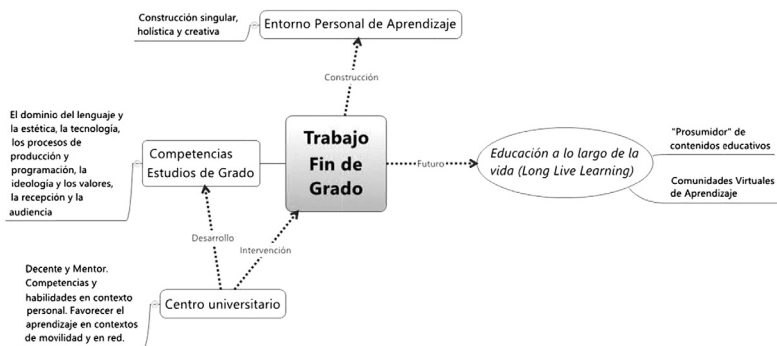 Construcción singular,
holística y creativa
Entorno Personal de Aprendizaje
Construcción
El dominio del lenguaje y
la estética, la tecnología,
los procesos de
producción y
programación, la
ideología y los valores,
la recepción y la
audiencia
Competencias
Estudios de Grado
Trabajo
Fin de
Grado
Futuro
Educación a lo largo de la
vida (Long Live Learning)
"Prosumidor" de
contenidos educativos
Comunidades Virtuales
de Aprendizaje
Desarrollo
Intervención
Decente y Mentor.
Competencias y
habilidades en contexto
personal. Favorecer el
aprendizaje en contextos
de movilidad y en red.
Centro universitario